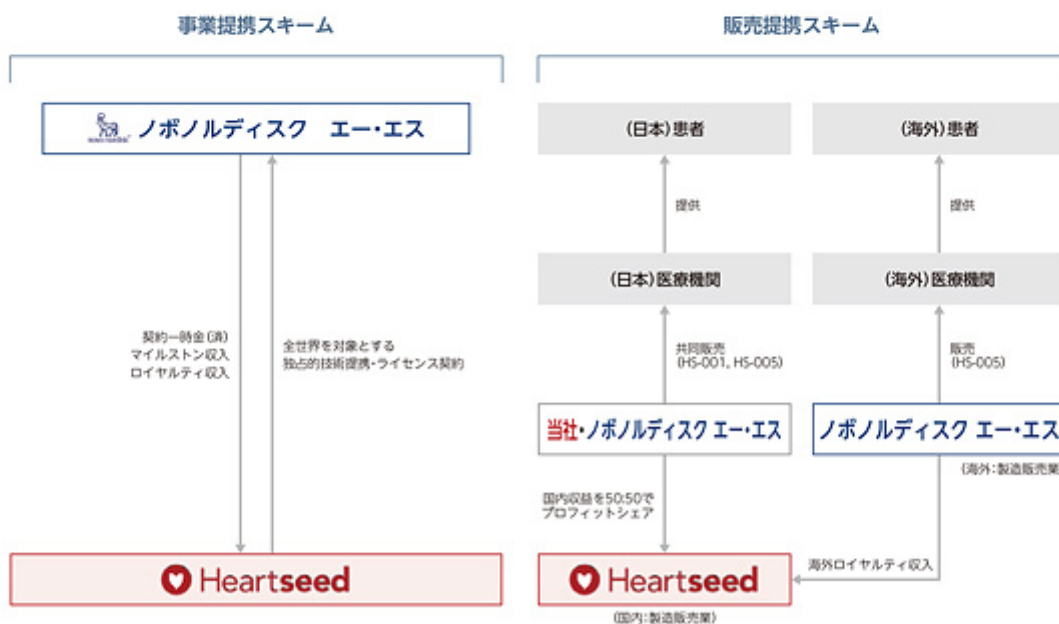 事業提携スキーム
ノボノルディスク エー・エス
契約一時金(済)
マイルストン収入
ロイヤルティ収入
全世界を対象とする
独占的技術提携・ライセンス契約
Heartseed
販売提携スキーム
(日本)患者
(海外)患者
提供
提供
(日本)医療機関
(海外)医療機関
共同販売
(HS-001, HS-005)
販売
(HS-005)
当社・ノボノルディスク エー・エス
ノボノルディスク エー・エス
(海外:製造販売業
国内収益を50:50で
プロフィットシェア
海外ロイヤルティ収入
Heartseed
(国内:製造販売業)